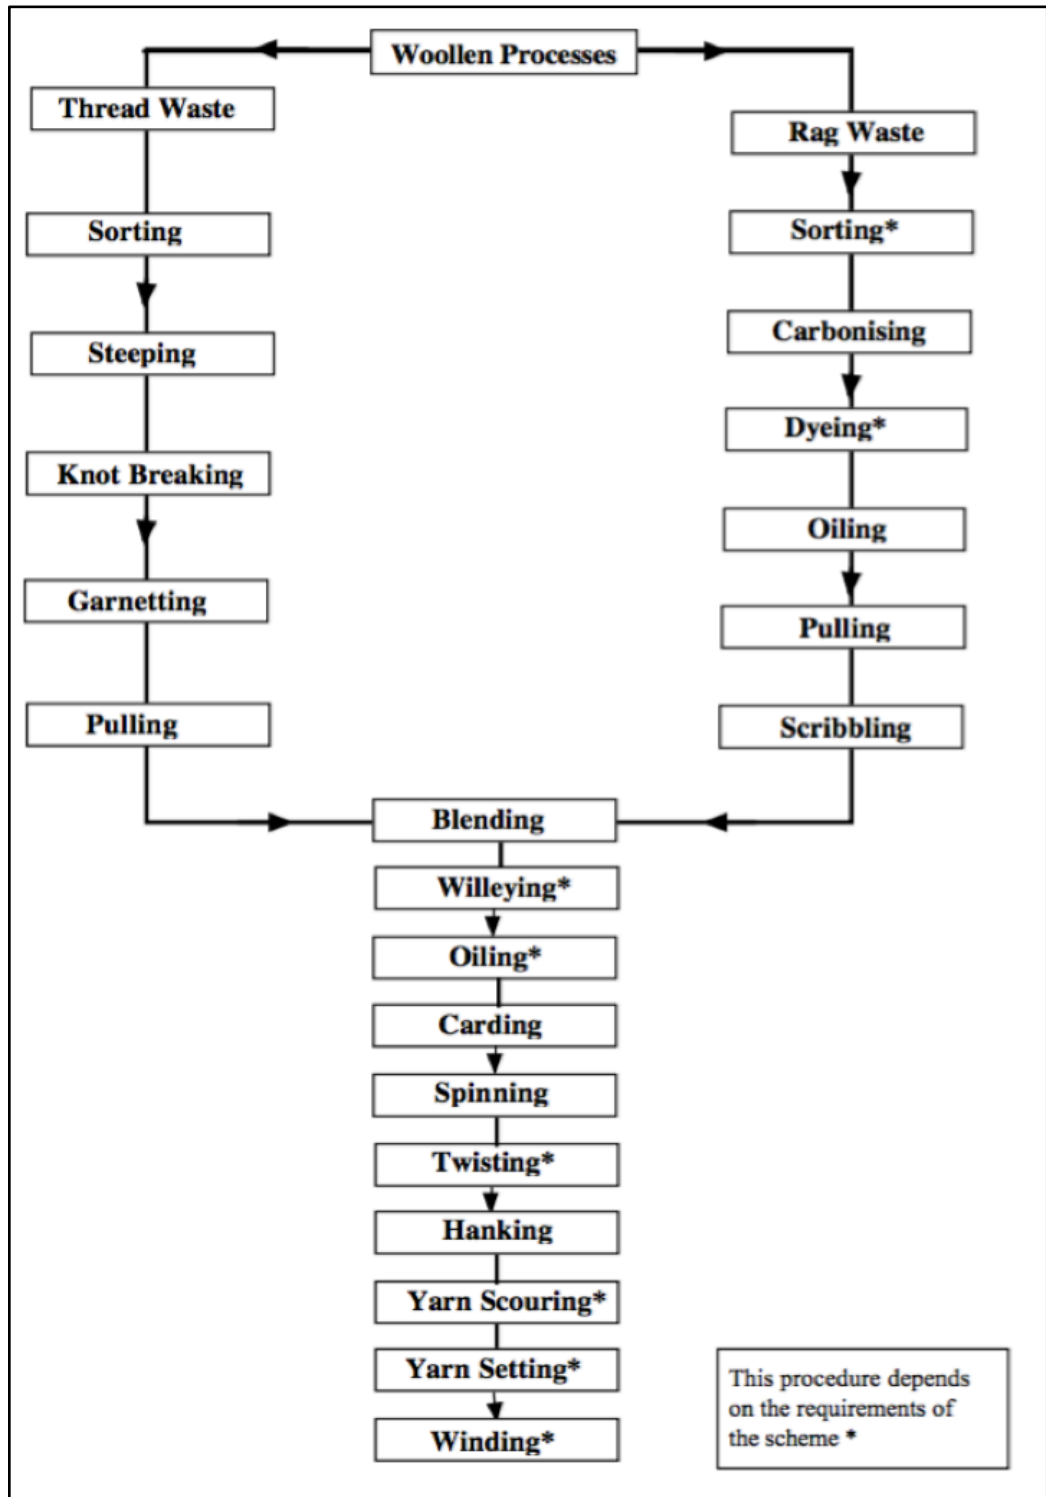 Woollen Processes
Thread Waste
Sorting
Steeping
Knot Breaking
Garnetting
Pulling
Rag Waste
Sorting*
Carbonising
Dyeing*
Oiling
Pulling
Scribbling
Blending
Willeying*
Oiling*
Carding
Spinning
Twisting*
Hanking
Yarn Scouring*
Yarn Setting*
Winding*
This procedure depends
on the requirements of
the scheme *